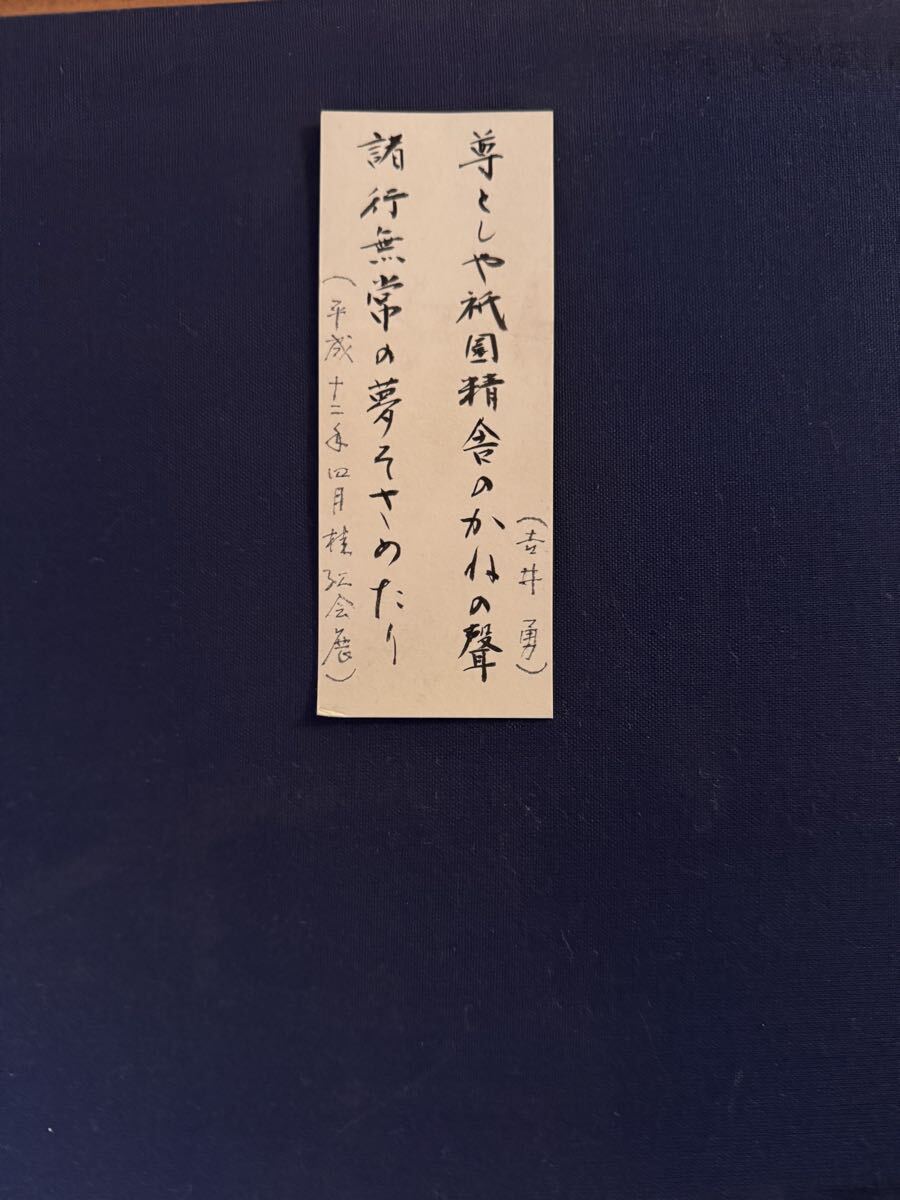 尊としや祇園精舎のかねの聲
(吉井 勇)
諸行無常の夢そさめたり
(平成十二年四月桂弘会展)